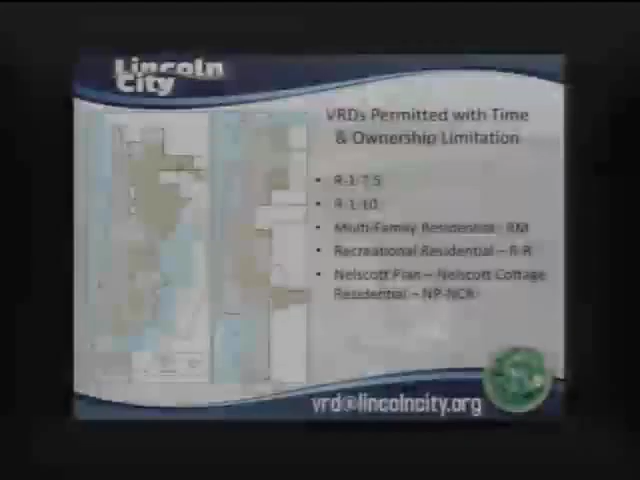 Lincoln
City
VRDs Permitted with Time
& Ownership Limitation
• R-1-7.5
• R-1-10
• Multi-Family Residential - RM
• Recreational Residential – R-R
• Nelscott Plan – Nelscott Cottage
Residential – NP-NCR
vrd@lincolncity.org